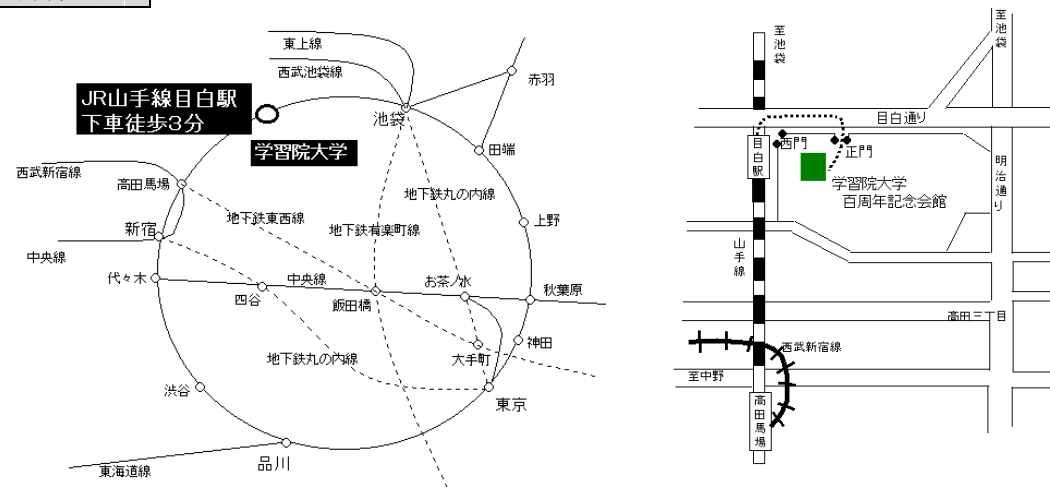 東上線
西武池袋線
赤羽
JR山手線目白駅
下車徒歩3分
池袋
学習院大学
田端
西武新宿線
高田馬場
地下鉄丸の内線
地下鉄東西線
地下鉄有楽町線
上野
新宿
中央線
代々木
中央線
お茶ノ水
秋葉原
四谷
飯田橋
神田
大手町
地下鉄丸の内線
渋谷
東京
品川
東海道線
至池袋
至池袋
目白通り
目白駅
西門
正門
明治通り
学習院大学
百周年記念会館
山手線
高田三丁目
西武新宿線
至中野
高田馬場